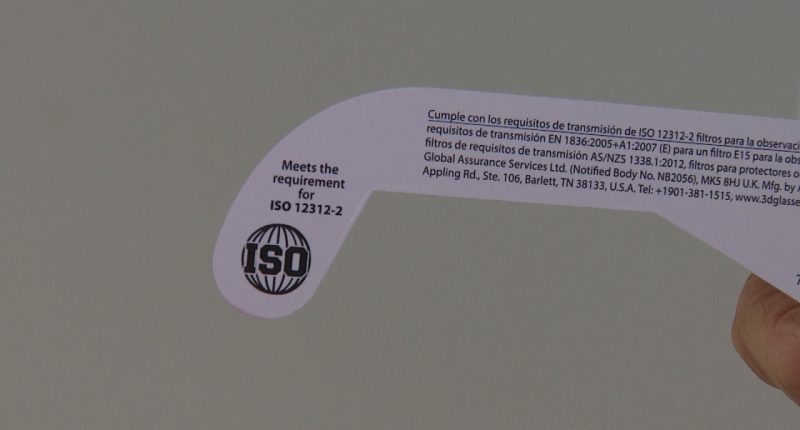 Meets the
requirement
for
ISO 12312-2
ISO
Cumple con los requisitos de transmisión de ISO 12312-2 filtros para la
requisitos de transmisión EN 1836:2005+A1:2007 (E) para un filtro E15 para la
filtros de requisitos de transmisión AS/NZS 1338.1:2012, filtros para protectores
Global Assurance Services Ltd. (Notified Body No. NB2056), MK5 8HJ U.K. Mfg. by
Appling Rd., Ste. 106, Barlett, TN 38133, U.S.A. Tel: +1901-381-1515,